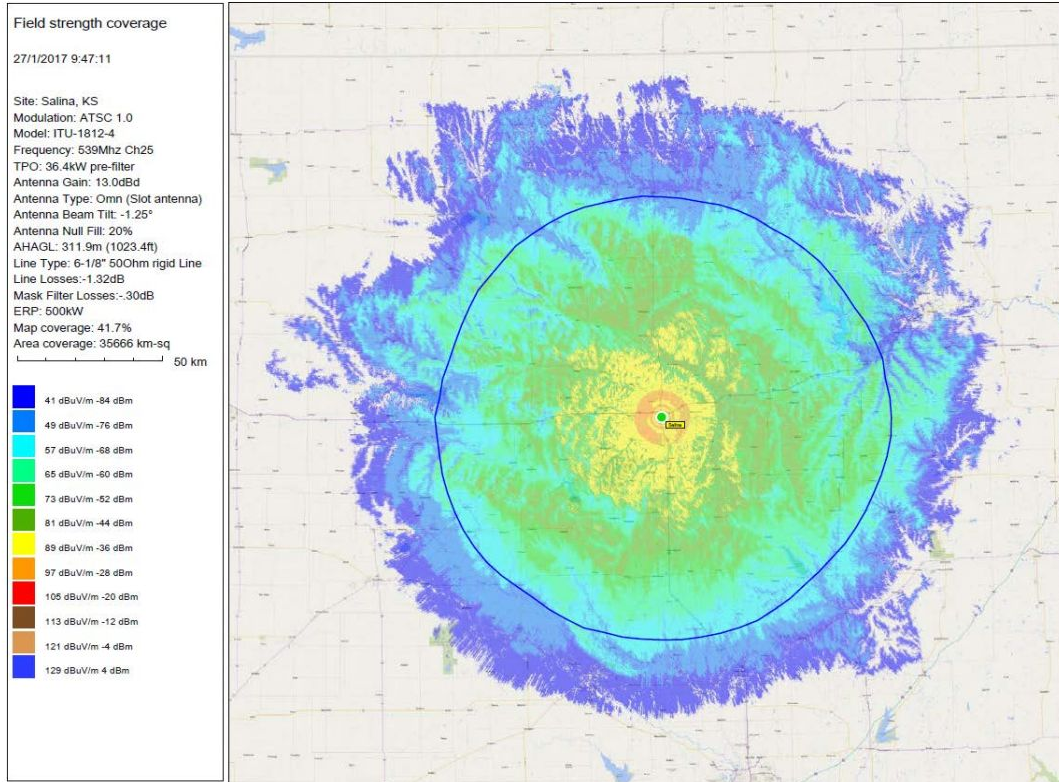 Field strength coverage
27/1/2017 9:47:11
Site: Salina, KS
Modulation: ATSC 1.0
Model: ITU-1812-4
Frequency: 539Mhz Ch25
TPO: 36.4kW pre-filter
Antenna Gain: 13.0dBd
Antenna Type: Omn (Slot antenna)
Antenna Beam Tilt: -1.25°
Antenna Null Fill: 20%
AHAGL: 311.9m (1023.4ft)
Line Type: 6-1/8" 50Ohm rigid Line
Line Losses:-1.32dB
Mask Filter Losses:-.30dB
ERP: 500kW
Map coverage: 41.7%
Area coverage: 35666 km-sq
50 km
41 dBuV/m -84 dBm
49 dBuV/m -76 dBm
57 dBuV/m -68 dBm
65 dBuV/m -60 dBm
73 dBuV/m -52 dBm
81 dBuV/m -44 dBm
89 dBuV/m -36 dBm
97 dBuV/m -28 dBm
105 dBuV/m -20 dBm
113 dBuV/m -12 dBm
121 dBuV/m -4 dBm
129 dBuV/m 4 dBm
Salina